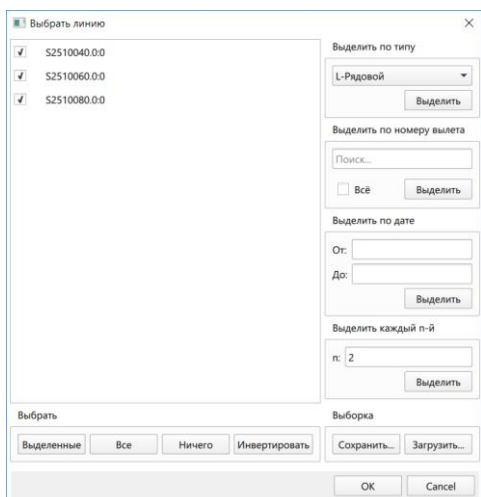 Выбрать линию
S2510040.0:0
S2510060.0:0
S2510080.0:0
Выделить по типу
L-Рядовой
Выделить
Выделить по номеру вылета
Поиск...
Всё Выделить
Выделить по дате
От:
До:
Выделить
Выделить каждый n-й
n: 2
Выделить
Выбрать
Выделенные Все Ничего Инвертировать
Выборка
Сохранить... Загрузить...
OK Cancel